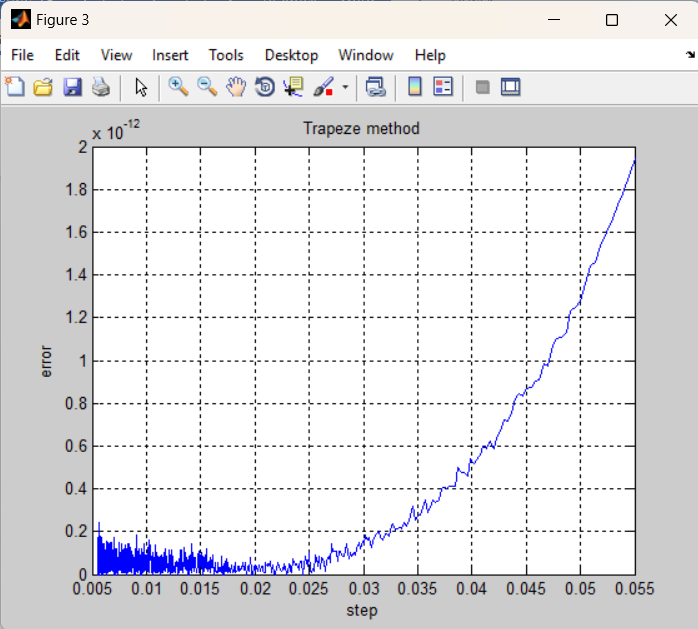 Figure 3
File Edit View Insert Tools Desktop Window Help
Trapeze method
x 10^-12
2
1.8
1.6
1.4
1.2
1
0.8
0.6
0.4
0.2
0
error
0.005 0.01 0.015 0.02 0.025 0.03 0.035 0.04 0.045 0.05 0.055
step